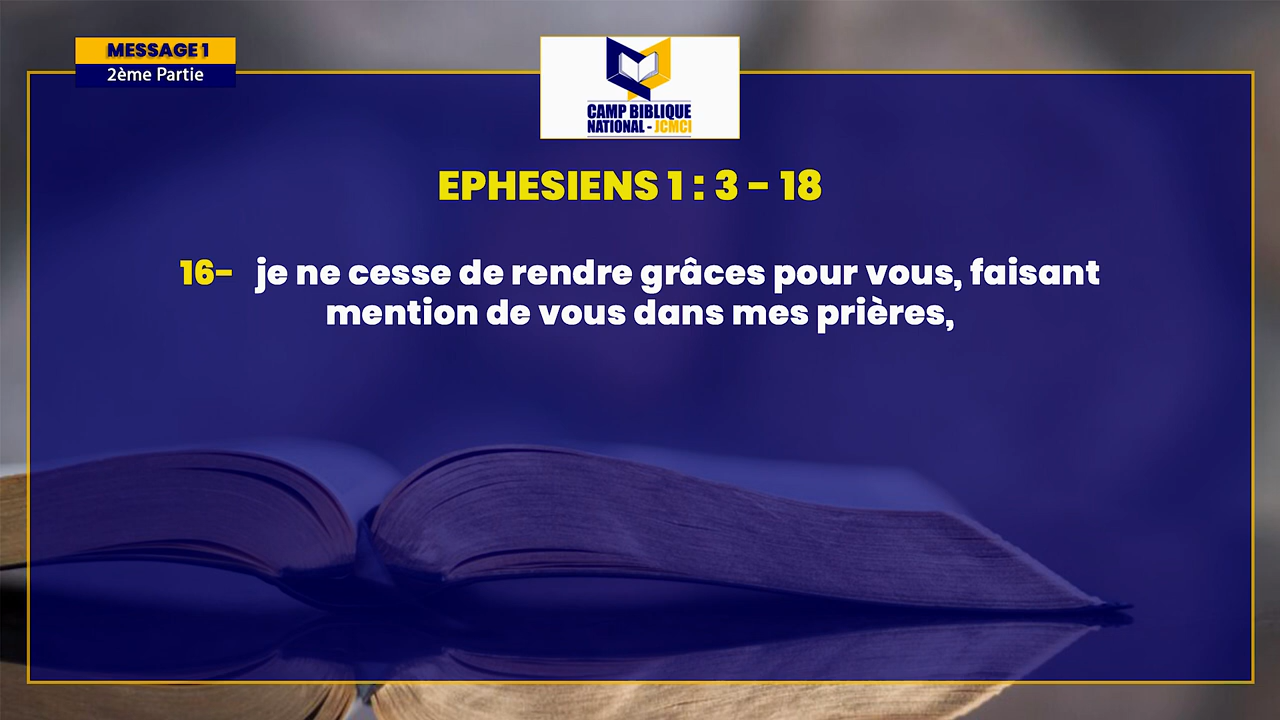 MESSAGE 1
2ème Partie
CAMP BIBLIQUE
NATIONAL - JCMCI
EPHESIENS 1 : 3 - 18
16- je ne cesse de rendre grâces pour vous, faisant
mention de vous dans mes prières,